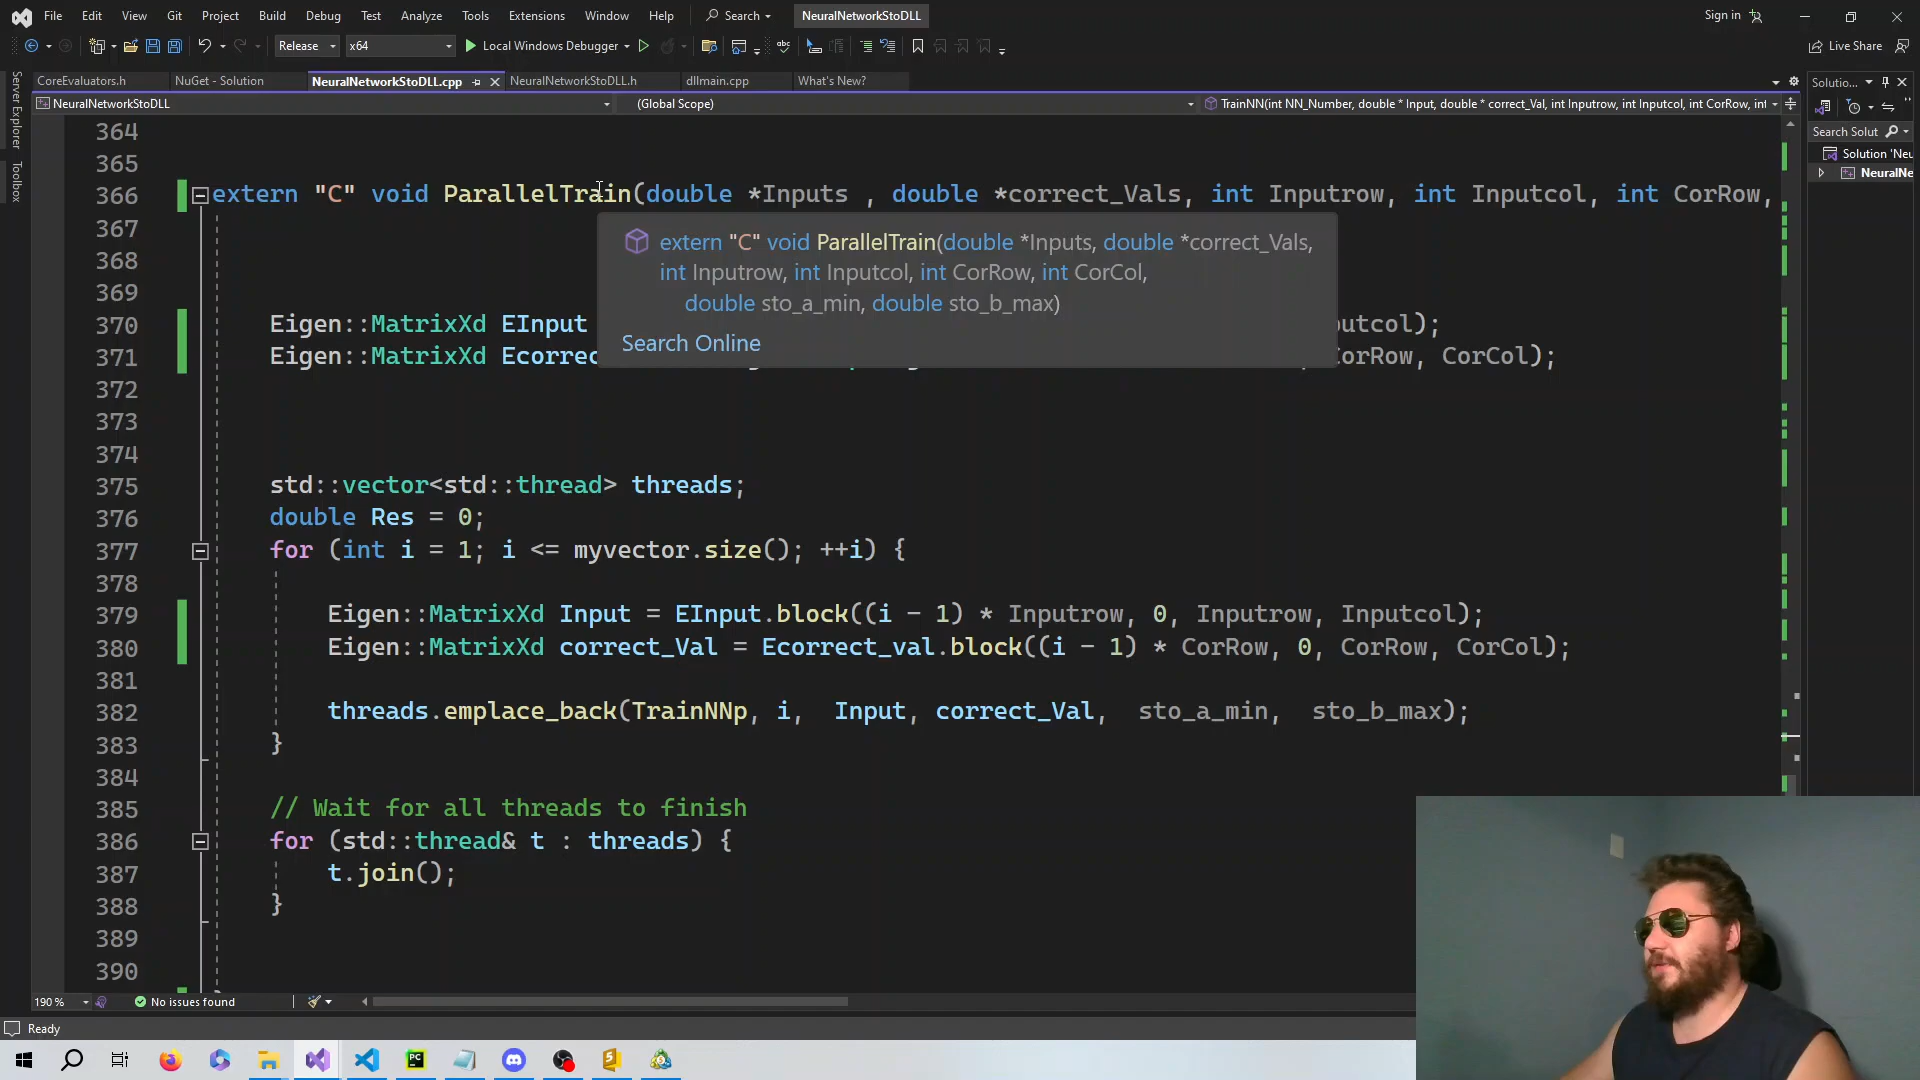 File Edit View Git Project Build Debug Test Analyze Tools Extensions Window Help Search NeuralNetworkStoDLL Sign in
Release x64 Local Windows Debugger Live Share
CoreEvaluators.h NuGet - Solution NeuralNetworkStoDLL.cpp NeuralNetworkStoDLL.h dllmain.cpp What's New? Solutio...
NeuralNetworkStoDLL (Global Scope) TrainNN(int NN_Number, double * Input, double * correct_Val, int Inputrow, int Inputcol, int CorRow, int
Server Explorer
Toolbox
Search Solut
Solution 'Neu
NeuralNe
364
365
366 extern "C" void ParallelTrain(double *Inputs , double *correct_Vals, int Inputrow, int Inputcol, int CorRow,
367
368
369
extern "C" void ParallelTrain(double *Inputs, double *correct_Vals,
int Inputrow, int Inputcol, int CorRow, int CorCol,
double sto_a_min, double sto_b_max)
Search Online
370 Eigen::MatrixXd EInput utcol);
371 Eigen::MatrixXd Ecorrec CorRow, CorCol);
372
373
374
375 std::vector<std::thread> threads;
376 double Res = 0;
377 for (int i = 1; i <= myvector.size(); ++i) {
378
379 Eigen::MatrixXd Input = EInput.block((i - 1) * Inputrow, 0, Inputrow, Inputcol);
380 Eigen::MatrixXd correct_Val = Ecorrect_val.block((i - 1) * CorRow, 0, CorRow, CorCol);
381
382 threads.emplace_back(TrainNNp, i, Input, correct_Val, sto_a_min, sto_b_max);
383 }
384
385 // Wait for all threads to finish
386 for (std::thread& t : threads) {
387 t.join();
388 }
389
390
190 % No issues found
Ready